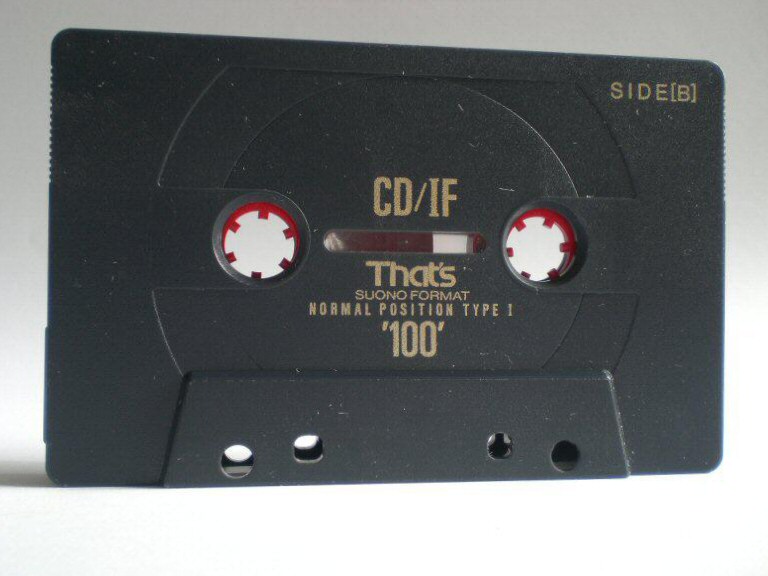 SIDE[B]
CD/IF
That's
SUONO FORMAT
NORMAL POSITION TYPE I
'100'